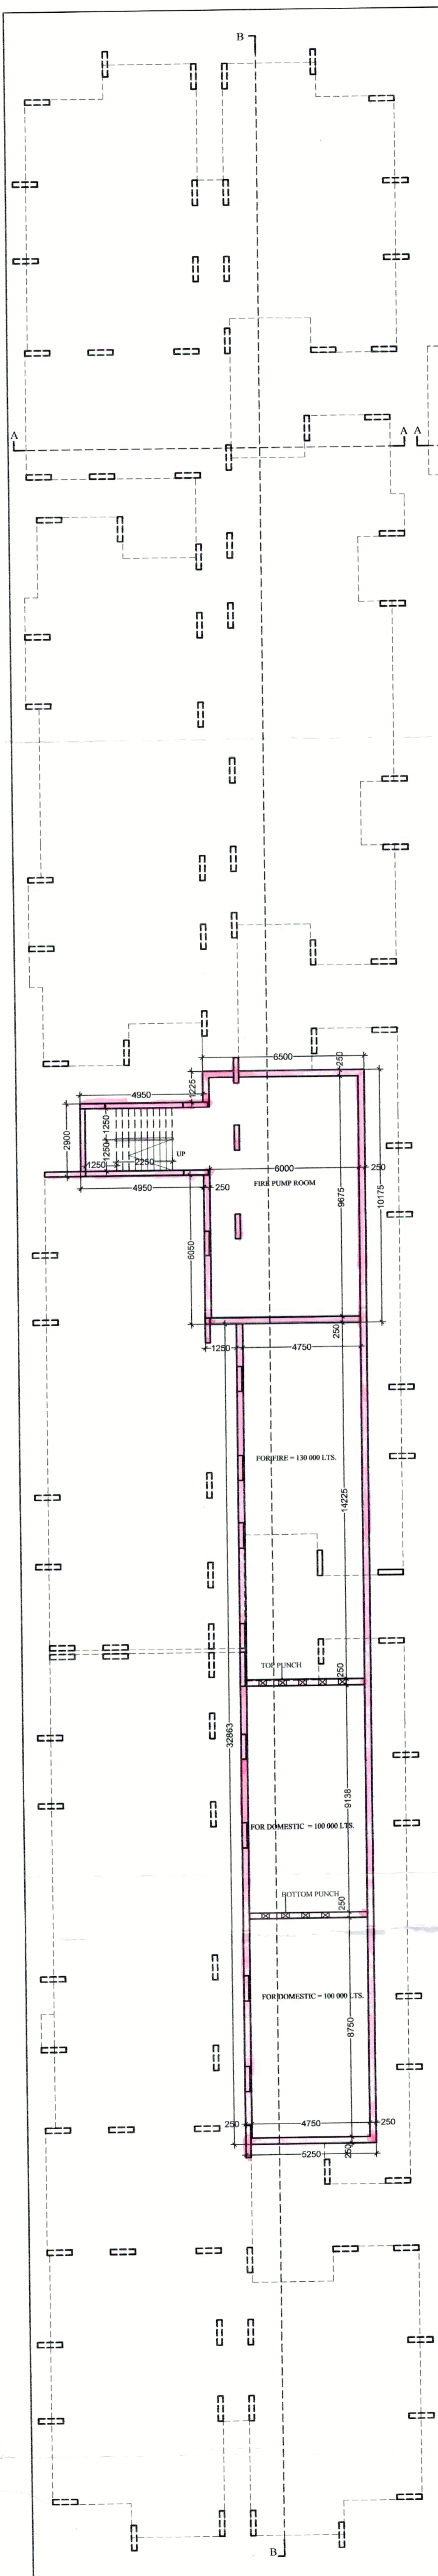 B
A
A
A
6500
250
4950
1225
2900
1250
1250
1250
2250
UP
6000
250
FIRE PUMP ROOM
9675
10175
4950
250
6050
250
1250
4750
FOR FIRE = 130 000 LTS.
14225
TOP PUNCH
250
32863
9138
FOR DOMESTIC = 100 000 LTS.
BOTTOM PUNCH
250
FOR DOMESTIC = 100 000 LTS.
8750
250
4750
250
5250
250
B